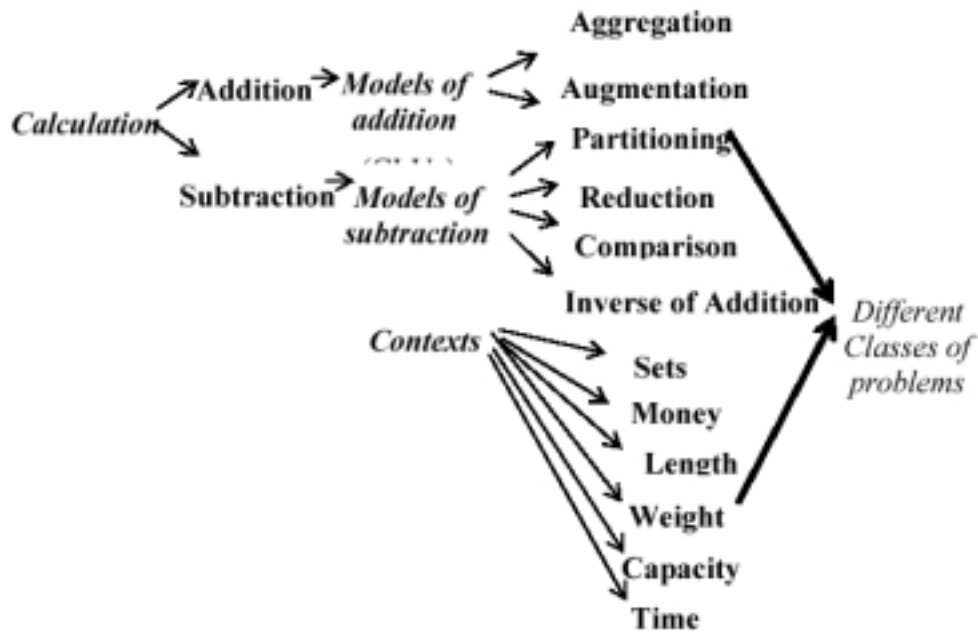 Aggregation
Addition
Models of
addition
Augmentation
Calculation
Partitioning
Subtraction
Models of
subtraction
Reduction
Comparison
Inverse of Addition
Different
Classes of
problems
Contexts
Sets
Money
Length
Weight
Capacity
Time